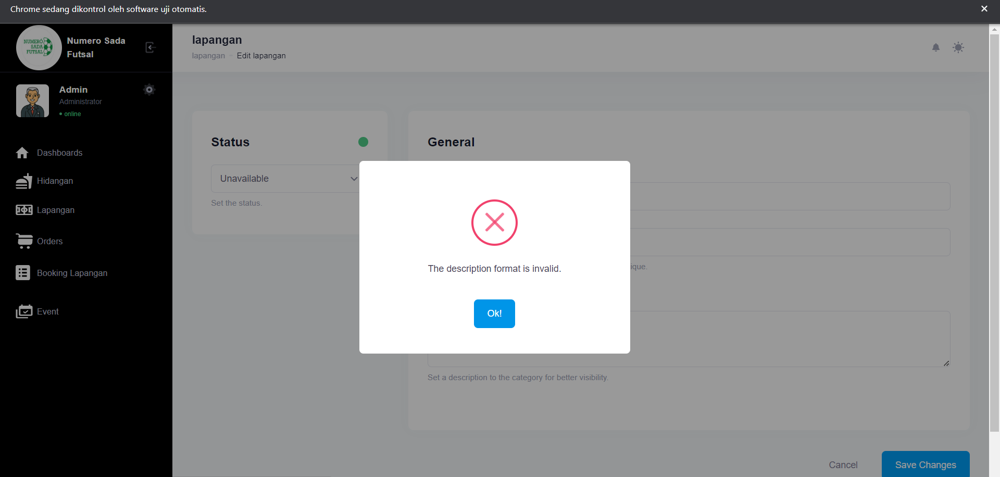 Chrome sedang dikontrol oleh software uji otomatis.
NUMERO
SADA
FUTSAL
Numero Sada
Futsal
lapangan
lapangan
Edit lapangan
Admin
Administrator
online
Dashboards
Hidangan
Lapangan
Orders
Booking Lapangan
Event
Status
Unavailable
Set the status.
General
ique.
Set a description to the category for better visibility.
The description format is invalid.
Ok!
Cancel
Save Changes